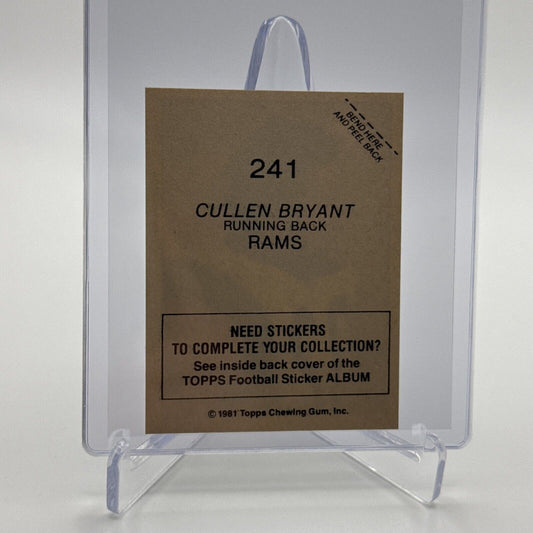 BEND HERE
AND PEEL BACK
241
CULLEN BRYANT
RUNNING BACK
RAMS
NEED STICKERS
TO COMPLETE YOUR COLLECTION?
See inside back cover of the
TOPPS Football Sticker ALBUM
© 1981 Topps Chewing Gum, Inc.